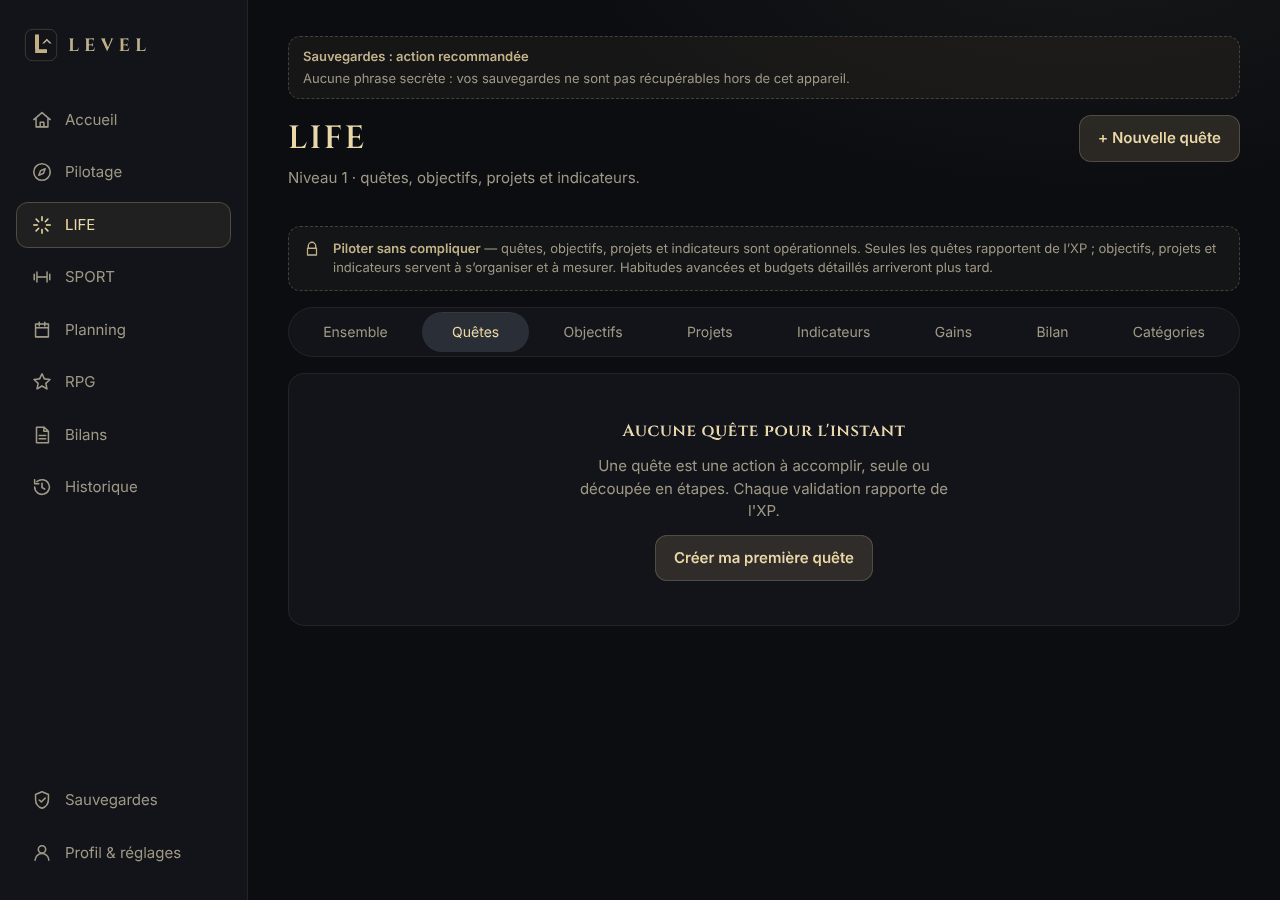 LEVEL
Accueil
Pilotage
LIFE
SPORT
Planning
RPG
Bilans
Historique
Sauvegardes
Profil & réglages
Sauvegardes : action recommandée
Aucune phrase secrète : vos sauvegardes ne sont pas récupérables hors de cet appareil.
LIFE
+ Nouvelle quête
Niveau 1 · quêtes, objectifs, projets et indicateurs.
Piloter sans compliquer — quêtes, objectifs, projets et indicateurs sont opérationnels. Seules les quêtes rapportent de l’XP ; objectifs, projets et
indicateurs servent à s’organiser et à mesurer. Habitudes avancées et budgets détaillés arriveront plus tard.
Ensemble Quêtes Objectifs Projets Indicateurs Gains Bilan Catégories
Aucune quête pour l'instant
Une quête est une action à accomplir, seule ou
découpée en étapes. Chaque validation rapporte de
l'XP.
Créer ma première quête